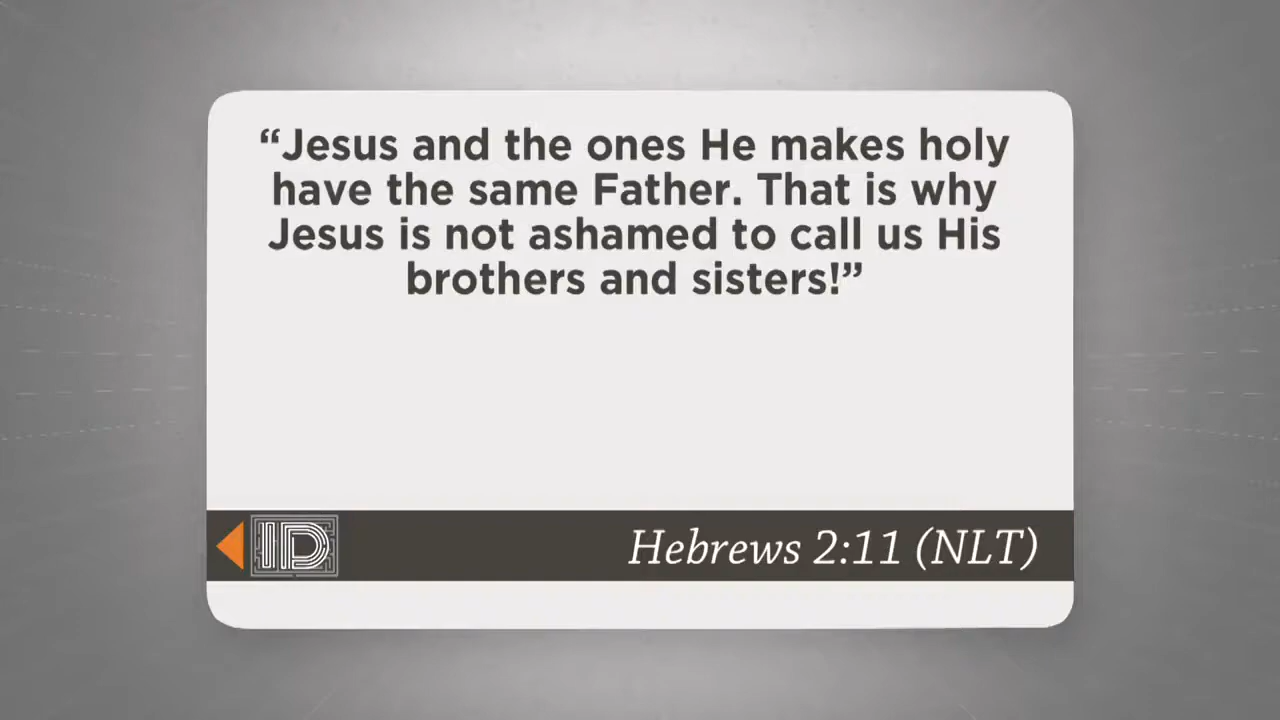 “Jesus and the ones He makes holy
have the same Father. That is why
Jesus is not ashamed to call us His
brothers and sisters!”
ID
Hebrews 2:11 (NLT)